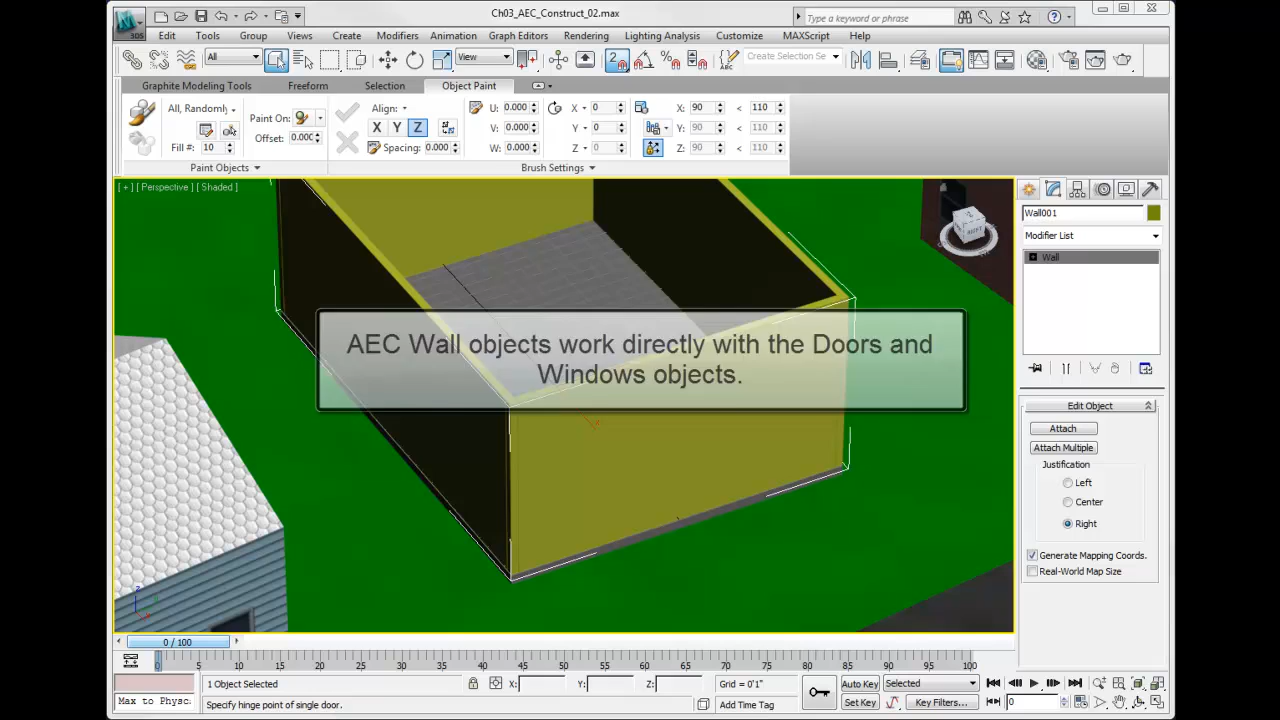 Ch03_AEC_Construct_02.max
Type a keyword or phrase
3DS
Edit Tools Group Views Create Modifiers Animation Graph Editors Rendering Lighting Analysis Customize MAXScript Help
All View Create Selection Se
Graphite Modeling Tools Freeform Selection Object Paint
All, Randomly Paint On: Align: U: 0.000 X 0 X: 90 < 110
Offset: 0.000 X Y Z V: 0.000 Y 0 Y: 90 < 110
Fill #: 10 Spacing: 0.000 W: 0.000 Z 0 Z: 90 < 110
Paint Objects Brush Settings
[ + ] [ Perspective ] [ Shaded ]
Wall001
Modifier List
Wall
AEC Wall objects work directly with the Doors and
Windows objects.
Edit Object
Attach
Attach Multiple
Justification
Left
Center
Right
Generate Mapping Coords.
Real-World Map Size
0 / 100
0 5 10 15 20 25 30 35 40 45 50 55 60 65 70 75 80 85 90 95 100
1 Object Selected X: Y: Z: Grid = 0'1" Auto Key Selected
Max to Physc Specify hinge point of single door. Add Time Tag Set Key Key Filters... 0